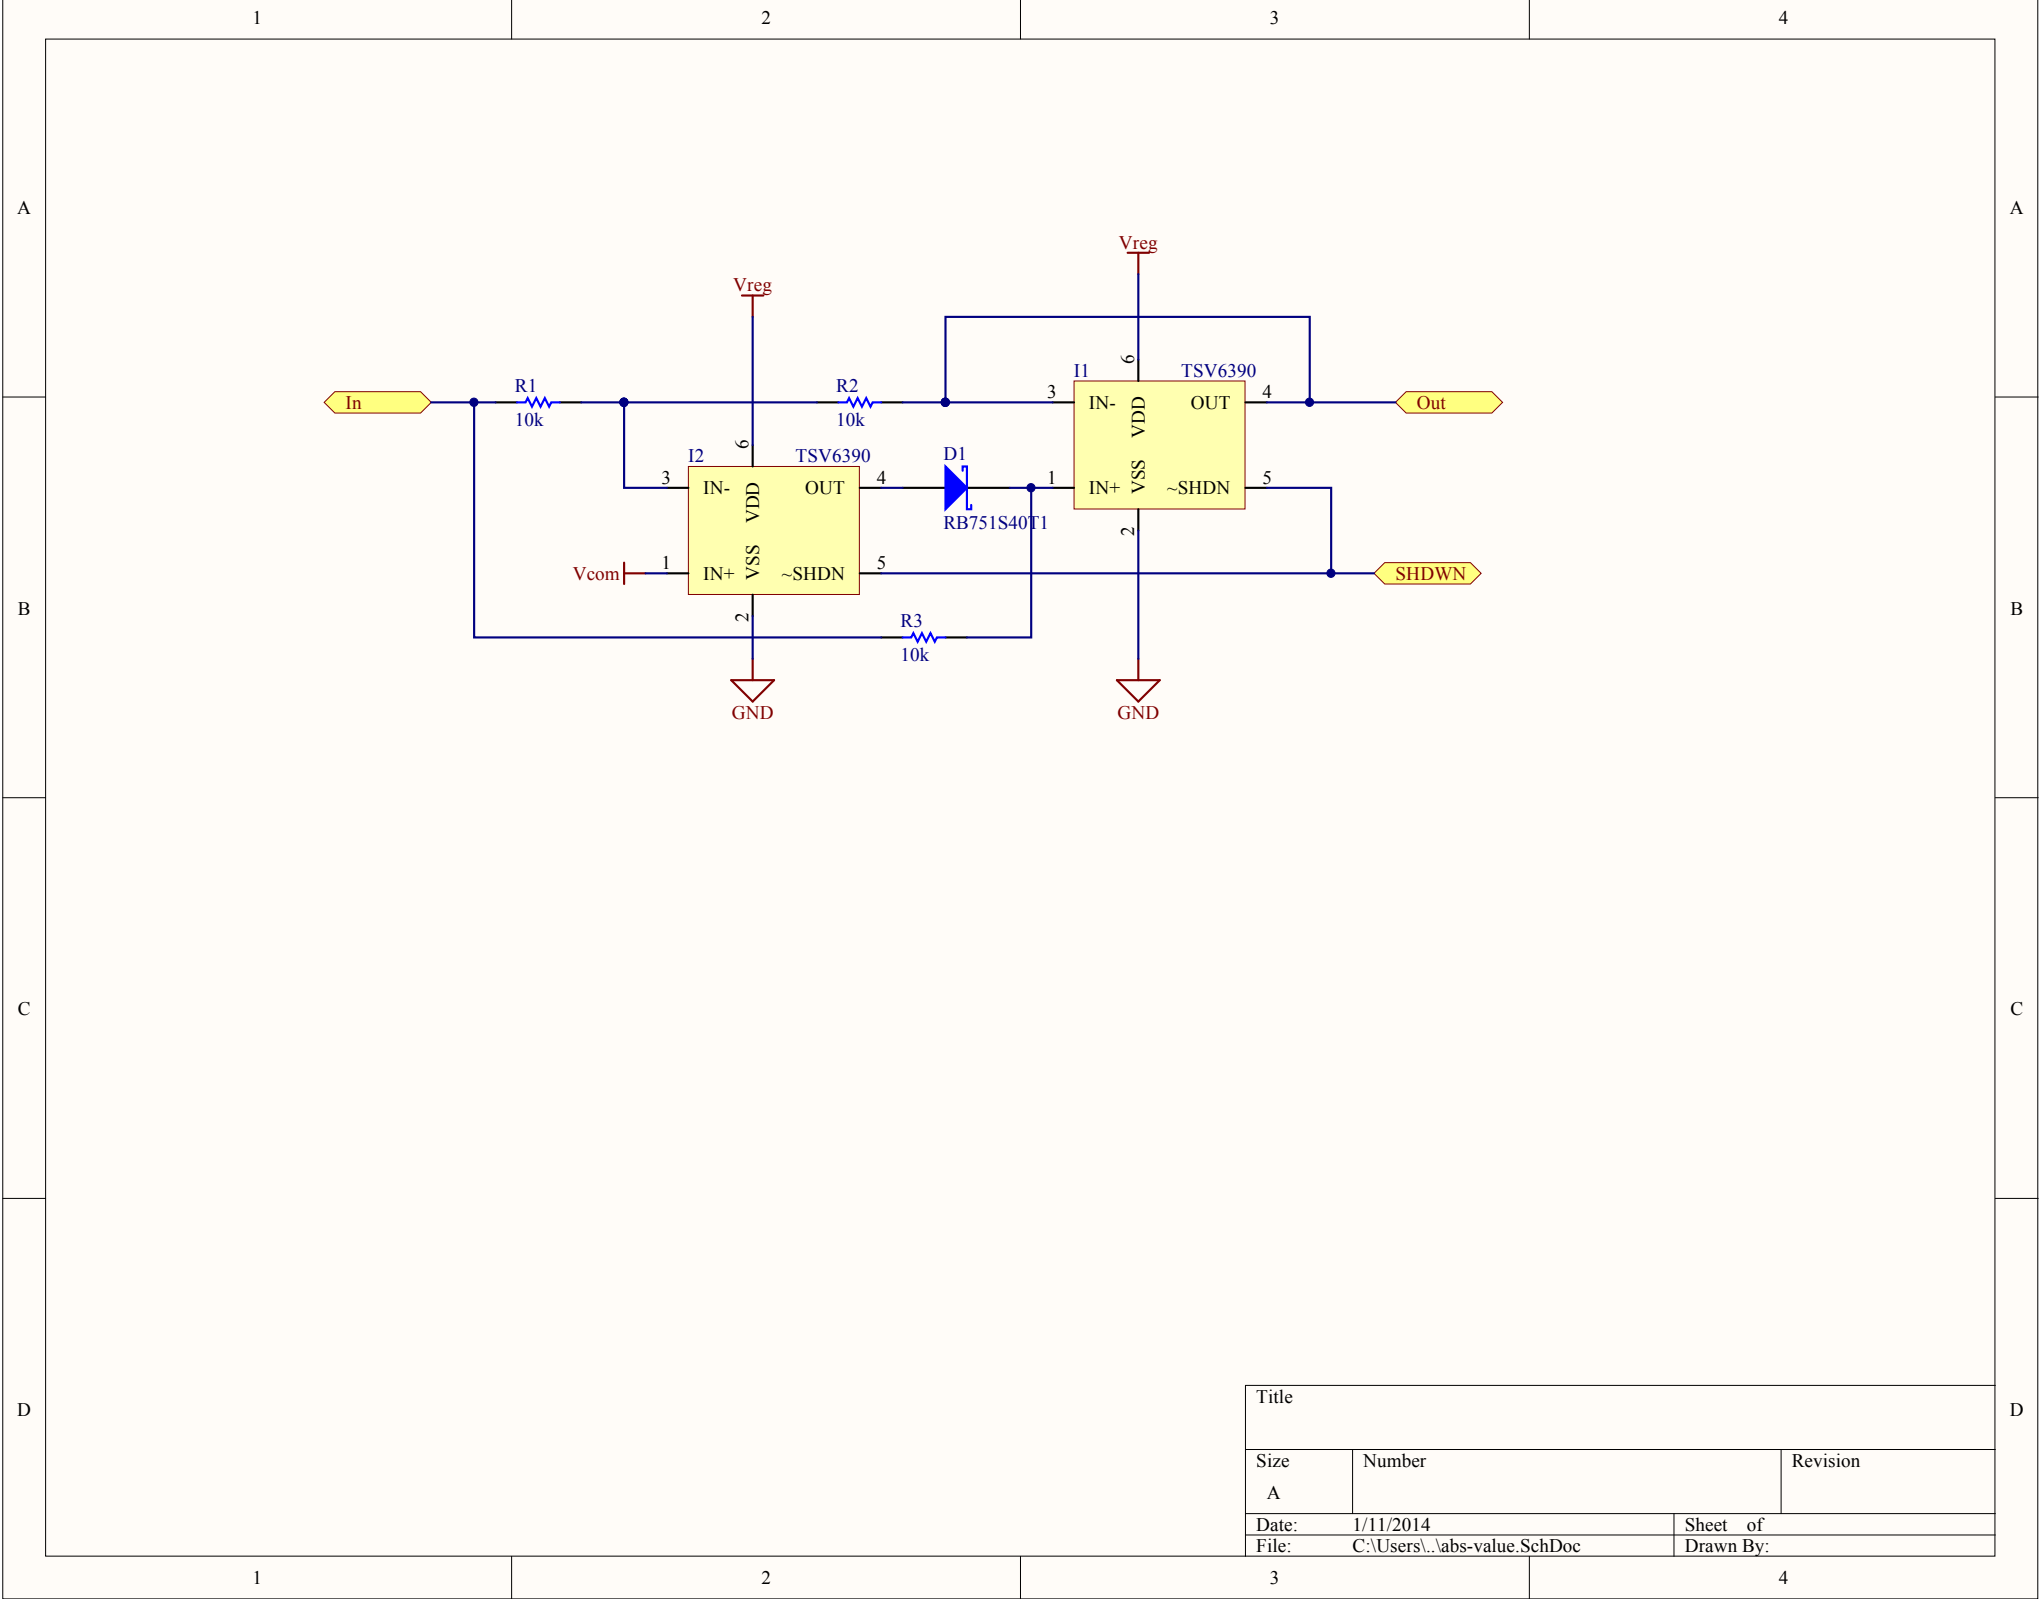 1 2 3 4
A A
Vreg
Vreg
I1 TSV6390
6
In R1 R2 3 IN- VDD OUT 4 Out
10k 10k
B B
I2 TSV6390 D1
6
3 IN- VDD OUT 4 1 IN+ VSS ~SHDN 5
RB751S40T1
2
Vcom 1 IN+ VSS ~SHDN 5 SHDWN
2
R3
10k
GND GND
C C
D D
Title
Size Number Revision
A
Date: 1/11/2014 Sheet of
File: C:\Users\..\abs-value.SchDoc Drawn By:
1 2 3 4